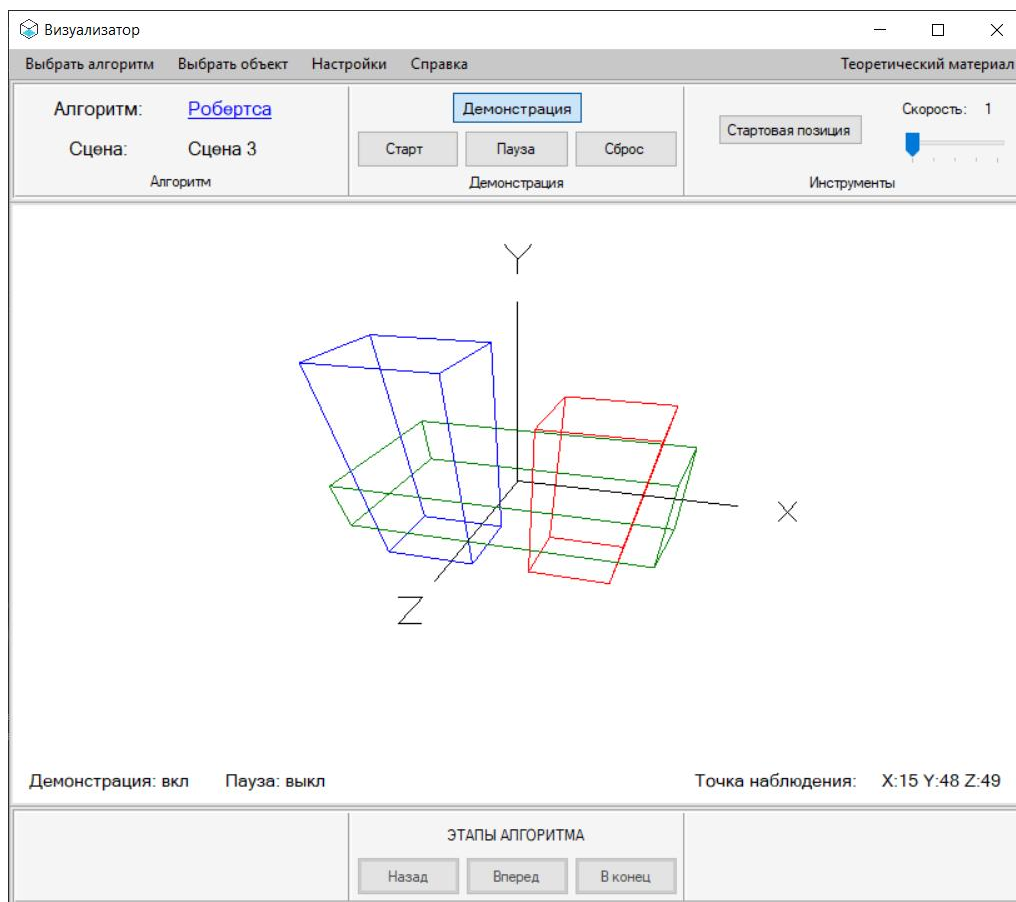 Визуализатор
Выбрать алгоритм Выбрать объект Настройки Справка Теоретический материал
Алгоритм: Робертса
Сцена: Сцена 3
Алгоритм
Демонстрация
Старт Пауза Сброс
Демонстрация
Стартовая позиция
Скорость: 1
Инструменты
Y
X
Z
Демонстрация: вкл Пауза: выкл Точка наблюдения: X:15 Y:48 Z:49
ЭТАПЫ АЛГОРИТМА
Назад Вперед В конец